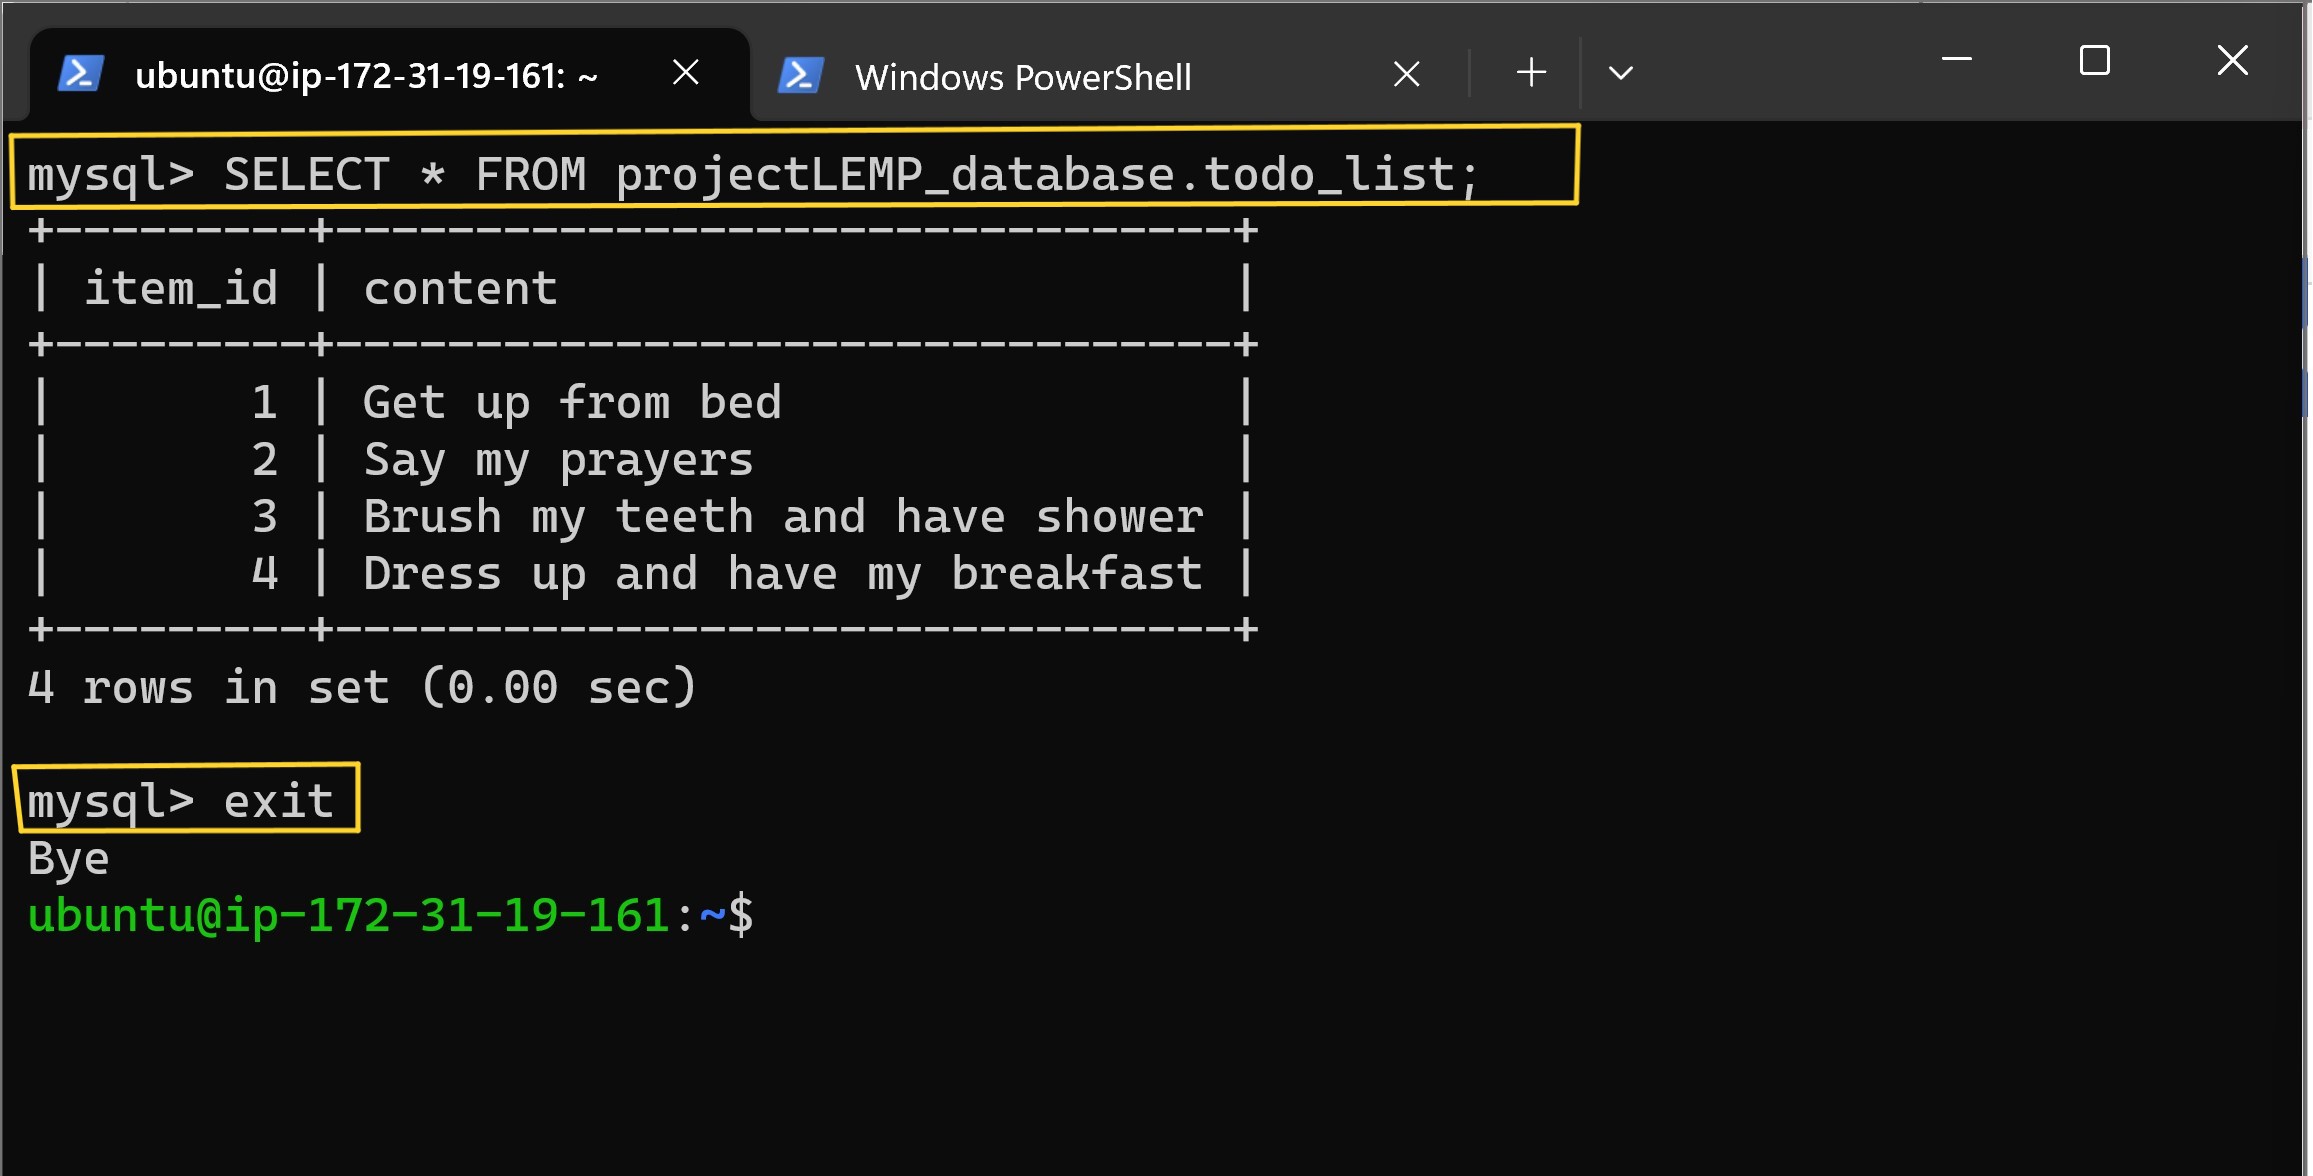 ubuntu@ip-172-31-19-161: ~ Windows PowerShell
mysql> SELECT * FROM projectLEMP_database.todo_list;
+---------+--------------------------------+
| item_id | content                        |
+---------+--------------------------------+
|       1 | Get up from bed                |
|       2 | Say my prayers                 |
|       3 | Brush my teeth and have shower |
|       4 | Dress up and have my breakfast |
+---------+--------------------------------+
4 rows in set (0.00 sec)
mysql> exit
Bye
ubuntu@ip-172-31-19-161:~$